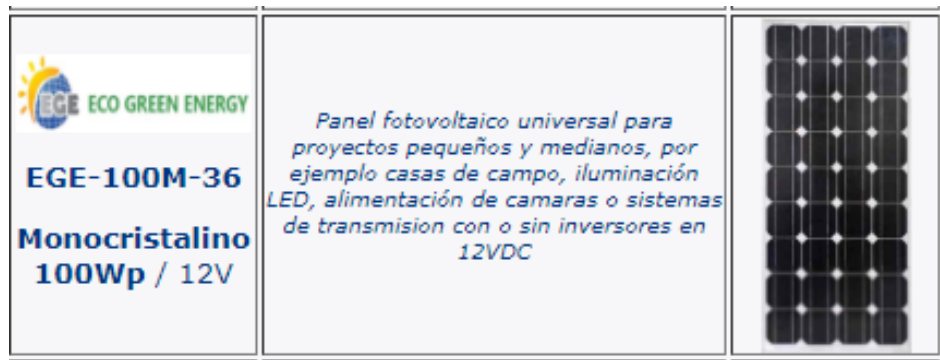 EGE ECO GREEN ENERGY
EGE-100M-36
Monocristalino
100Wp / 12V
Panel fotovoltaico universal para
proyectos pequeños y medianos, por
ejemplo casas de campo, iluminación
LED, alimentación de camaras o sistemas
de transmision con o sin inversores en
12VDC